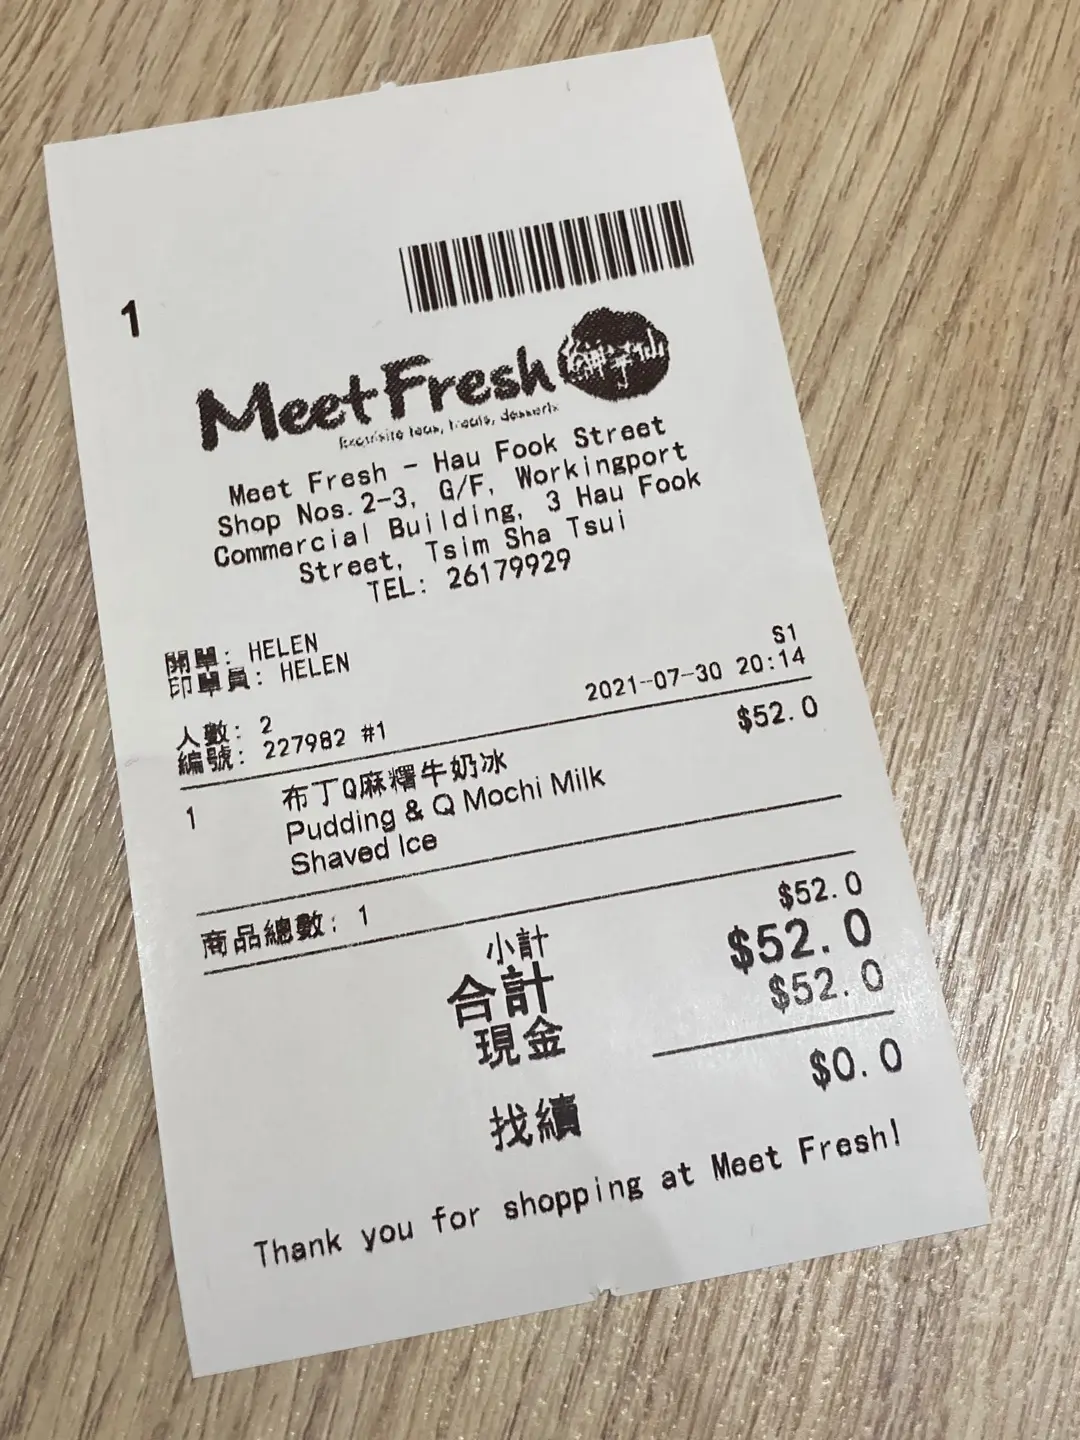 1
Meet Fresh 鮮芋仙
Exquisite teas, treats, desserts
Meet Fresh - Hau Fook Street
Shop Nos.2-3, G/F, Workingport
Commercial Building, 3 Hau Fook
Street, Tsim Sha Tsui
TEL: 26179929
開單: HELEN
印單員: HELEN S1
人數: 2 2021-07-30 20:14
編號: 227982 #1
1 布丁Q麻糬牛奶冰 $52.0
Pudding & Q Mochi Milk
Shaved Ice
商品總數: 1
小計 $52.0
合計 $52.0
現金 $52.0
找續 $0.0
Thank you for shopping at Meet Fresh!